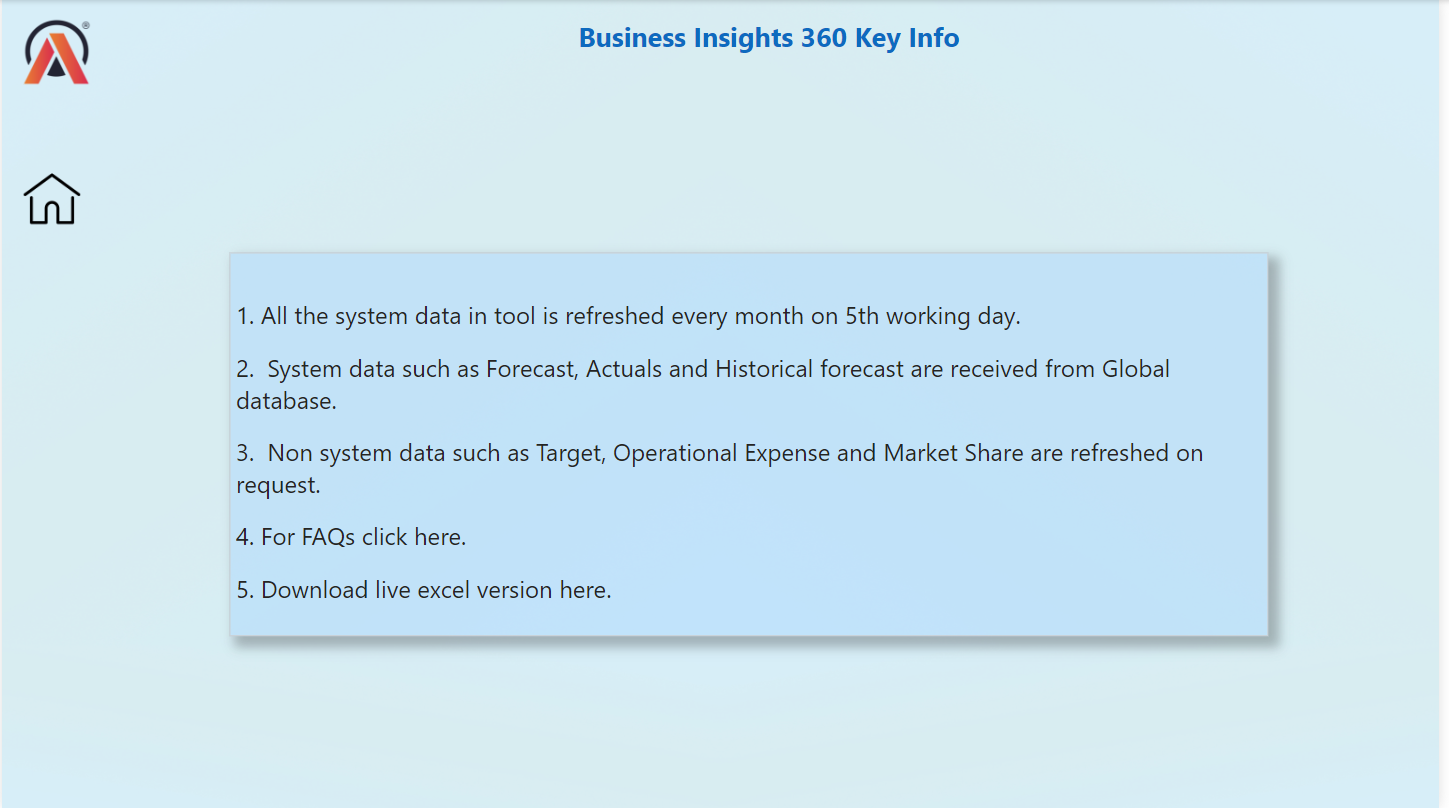 ®
Business Insights 360 Key Info
1. All the system data in tool is refreshed every month on 5th working day.
2.  System data such as Forecast, Actuals and Historical forecast are received from Global
database.
3.  Non system data such as Target, Operational Expense and Market Share are refreshed on
request.
4. For FAQs click here.
5. Download live excel version here.